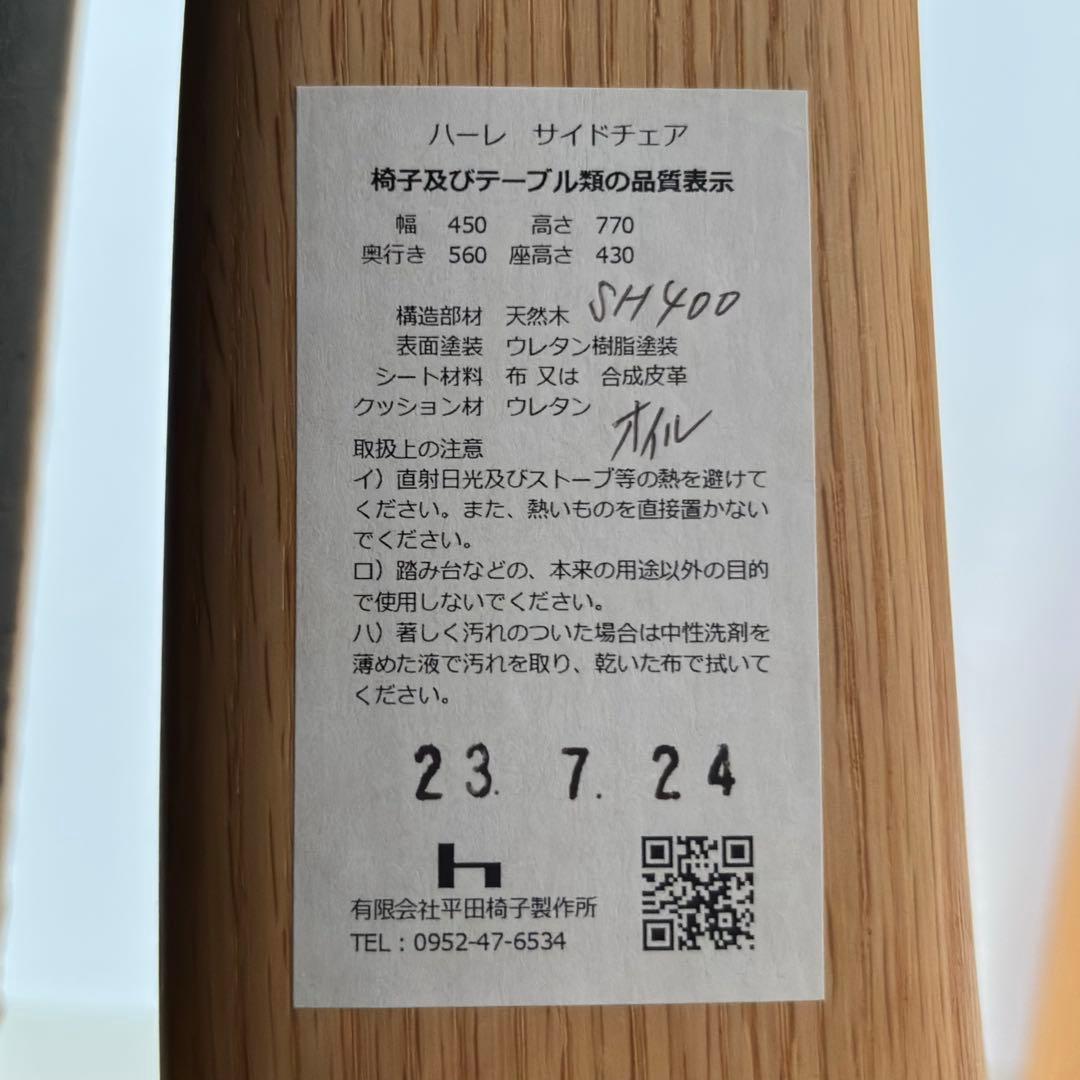 ハーレ　サイドチェア
椅子及びテーブル類の品質表示
幅　450　高さ　770
奥行き　560　座高さ　430
SH400
構造部材　天然木
表面塗装　ウレタン樹脂塗装
シート材料　布 又は　合成皮革
クッション材　ウレタン
オイル
取扱上の注意
イ）直射日光及びストーブ等の熱を避けて
ください。また、熱いものを直接置かない
でください。
ロ）踏み台などの、本来の用途以外の目的
で使用しないでください。
ハ）著しく汚れのついた場合は中性洗剤を
薄めた液で汚れを取り、乾いた布で拭いて
ください。
23. 7. 24
h
有限会社平田椅子製作所
TEL：0952-47-6534